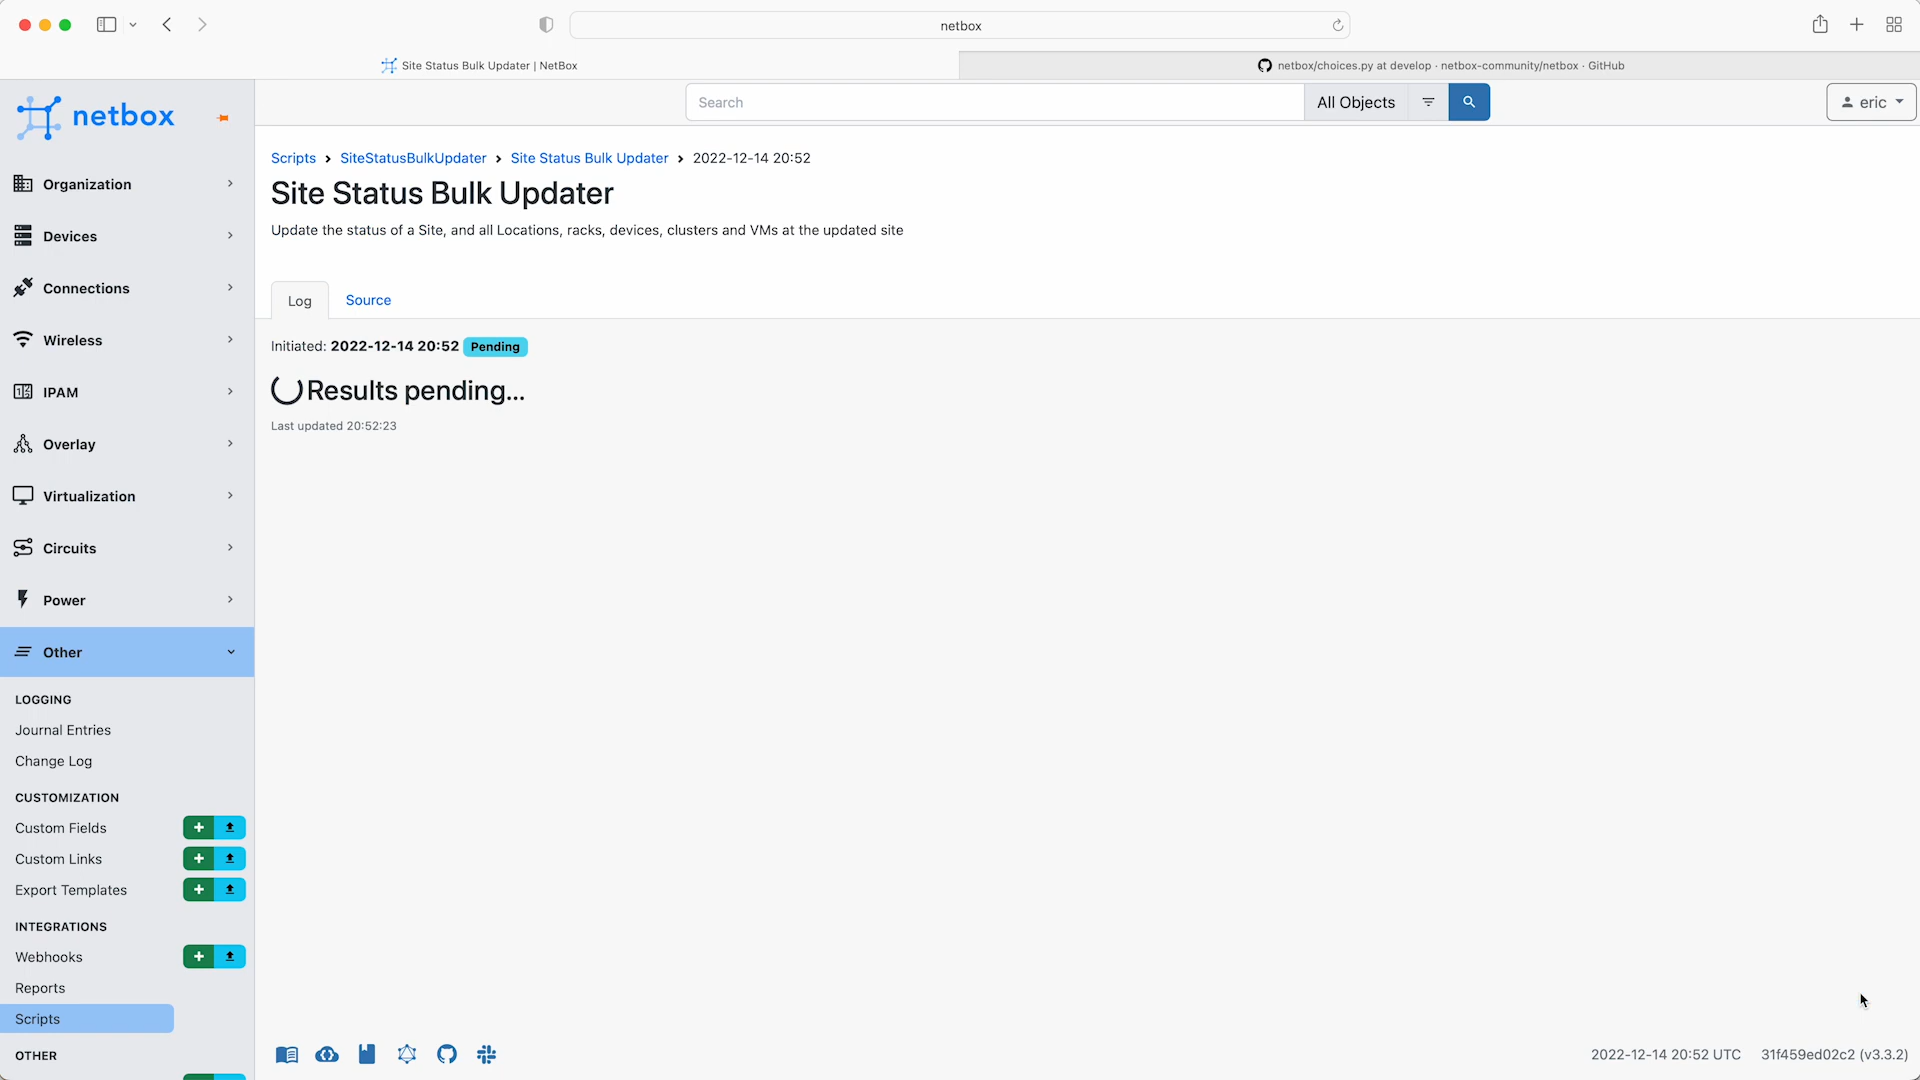 netbox
Site Status Bulk Updater | NetBox
netbox/choices.py at develop · netbox-community/netbox · GitHub
netbox
Search
All Objects
eric
Organization
Devices
Connections
Wireless
IPAM
Overlay
Virtualization
Circuits
Power
Other
LOGGING
Journal Entries
Change Log
CUSTOMIZATION
Custom Fields
Custom Links
Export Templates
INTEGRATIONS
Webhooks
Reports
Scripts
OTHER
Scripts › SiteStatusBulkUpdater › Site Status Bulk Updater › 2022-12-14 20:52
Site Status Bulk Updater
Update the status of a Site, and all Locations, racks, devices, clusters and VMs at the updated site
Log
Source
Initiated: 2022-12-14 20:52 Pending
Results pending...
Last updated 20:52:23
2022-12-14 20:52 UTC 31f459ed02c2 (v3.3.2)